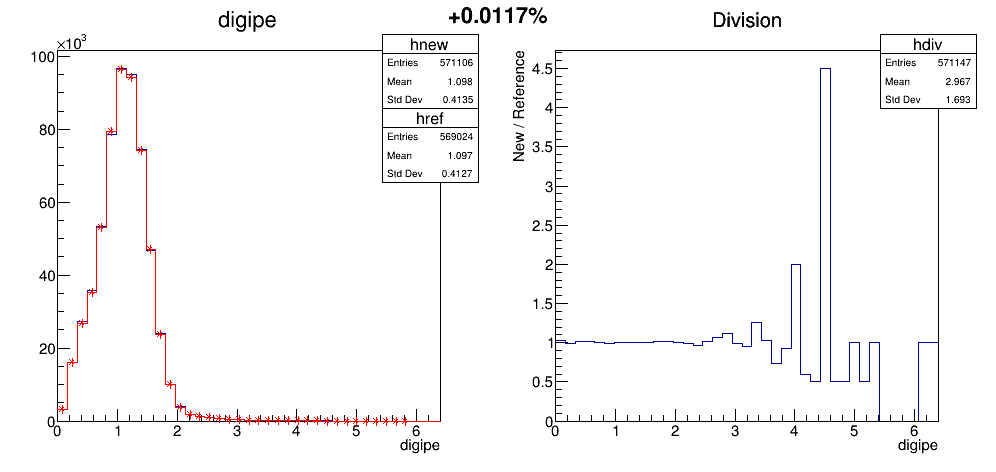 +0.0117%
digipe
×10³
hnew
Entries 571106
Mean 1.098
Std Dev 0.4135
href
Entries 569024
Mean 1.097
Std Dev 0.4127
100
80
60
40
20
0
0 1 2 3 4 5 6
digipe
Division
hdiv
Entries 571147
Mean 2.967
Std Dev 1.693
New / Reference
4.5
4
3.5
3
2.5
2
1.5
1
0.5
0
0 1 2 3 4 5 6
digipe